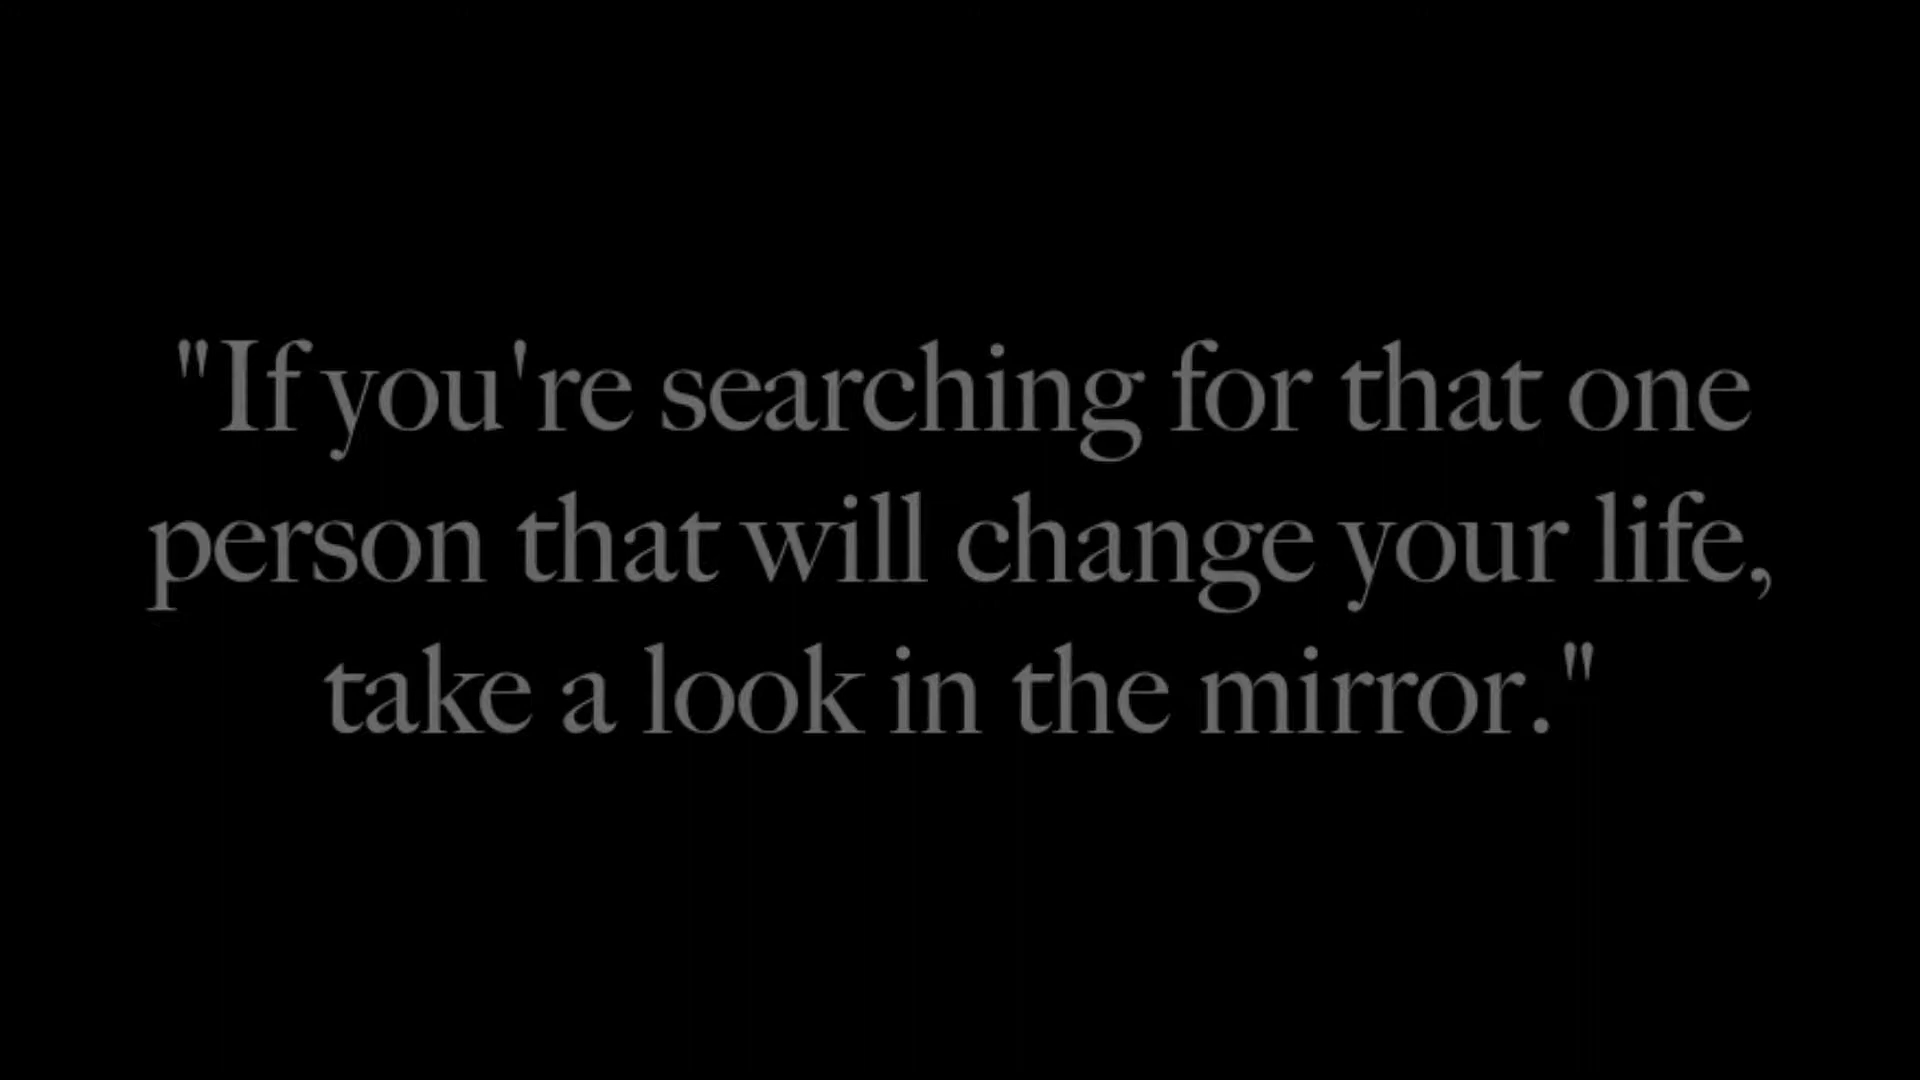 "If you're searching for that one
person that will change your life,
take a look in the mirror."